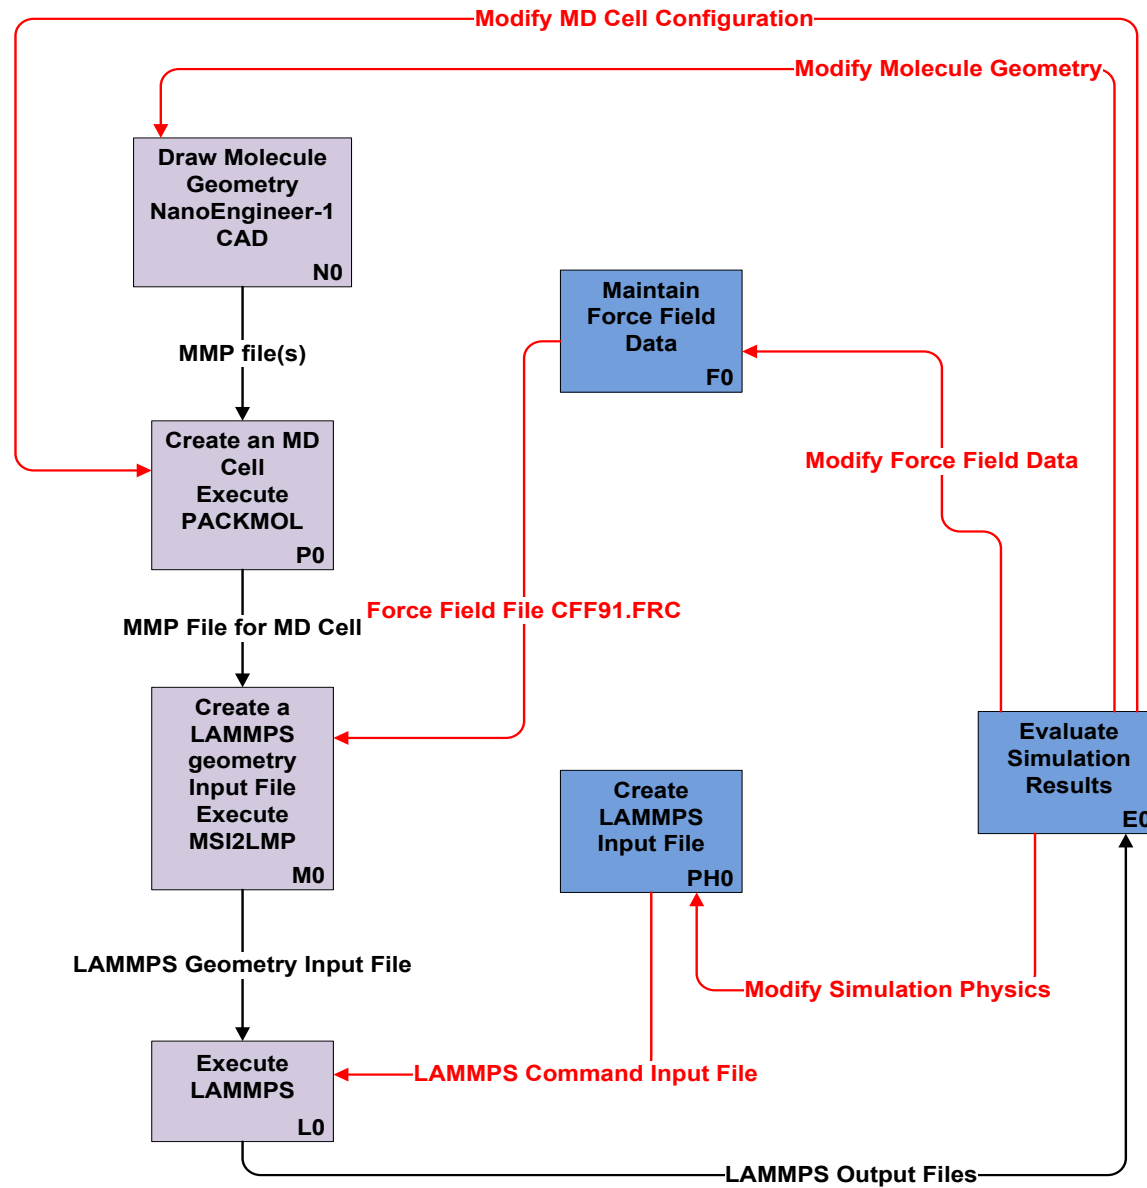 Modify MD Cell Configuration
Modify Molecule Geometry
Draw Molecule
Geometry
NanoEngineer-1
CAD
N0
Maintain
Force Field
Data
F0
MMP file(s)
Create an MD
Cell
Execute
PACKMOL
P0
Modify Force Field Data
Force Field File CFF91.FRC
MMP File for MD Cell
Create a
LAMMPS
geometry
Input File
Execute
MSI2LMP
M0
Evaluate
Simulation
Results
E0
Create
LAMMPS
Input File
PH0
LAMMPS Geometry Input File
Modify Simulation Physics
Execute
LAMMPS
L0
LAMMPS Command Input File
LAMMPS Output Files